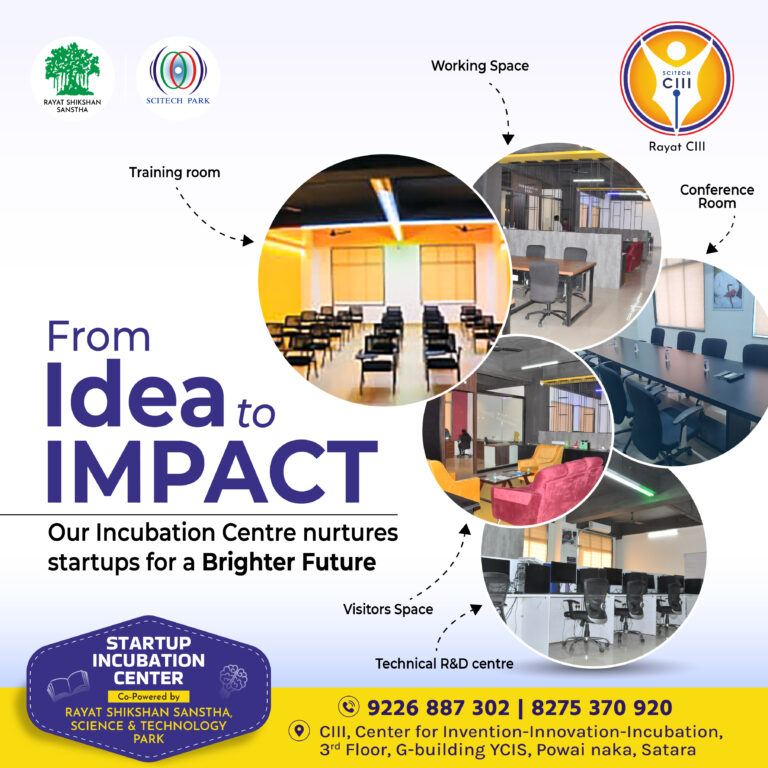 RAYAT SHIKSHAN
SANSTHA
SCITECH PARK
SCITECH
CIII
Rayat CIII
Working Space
Training room
Conference
Room
From
Idea to
IMPACT
Our Incubation Centre nurtures
startups for a Brighter Future
Visitors Space
Technical R&D centre
STARTUP
INCUBATION
CENTER
Co-Powered by
RAYAT SHIKSHAN SANSTHA,
SCIENCE & TECHNOLOGY
PARK
9226 887 302 | 8275 370 920
CIII, Center for Invention-Innovation-Incubation,
3rd Floor, G-building YCIS, Powai naka, Satara